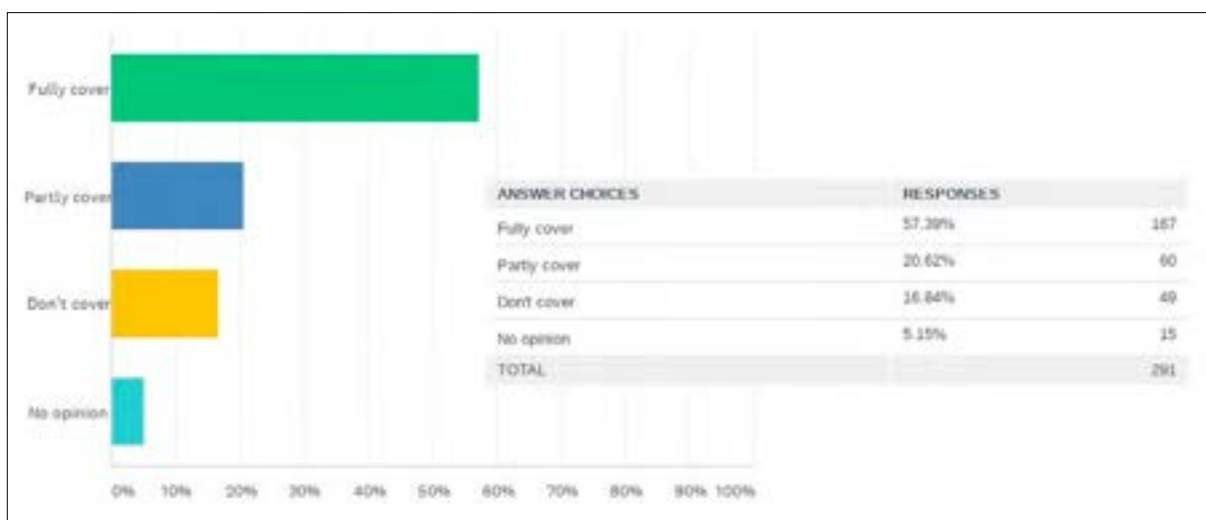 Fully cover
Partly cover
Don't cover
No opinion
0% 10% 20% 30% 40% 50% 60% 70% 80% 90% 100%
ANSWER CHOICES RESPONSES
Fully cover 57.39% 167
Partly cover 20.62% 60
Don't cover 16.84% 49
No opinion 5.15% 15
TOTAL 291